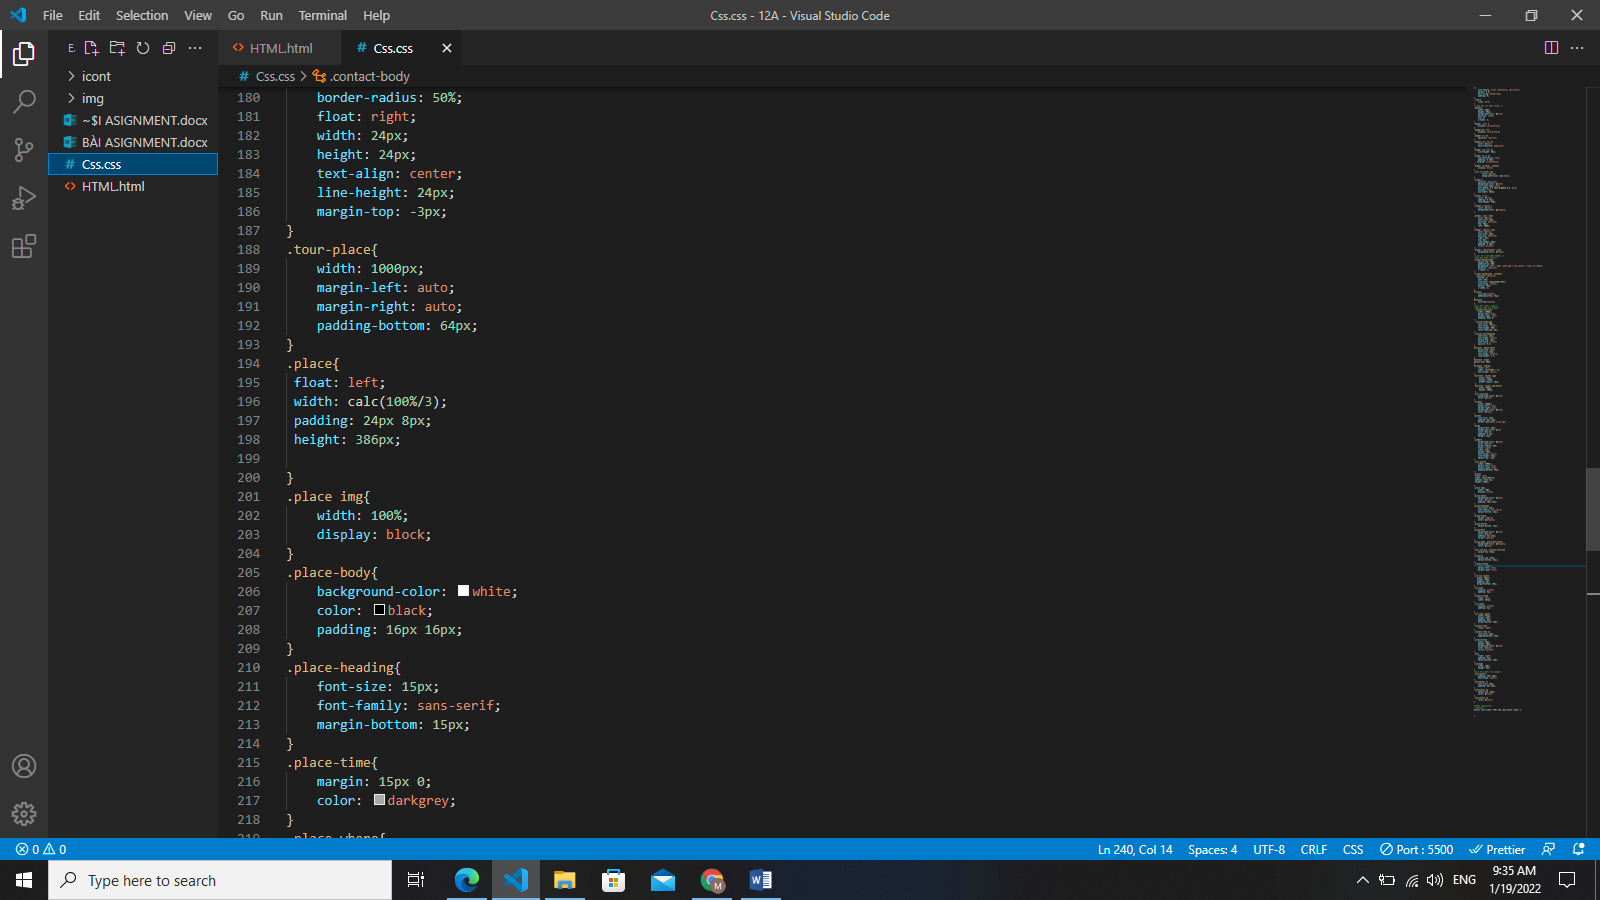 File Edit Selection View Go Run Terminal Help
Css.css - 12A - Visual Studio Code
E.
HTML.html
# Css.css
icont
img
~$I ASIGNMENT.docx
BÀI ASIGNMENT.docx
# Css.css
HTML.html
# Css.css > .contact-body
180 border-radius: 50%;
181 float: right;
182 width: 24px;
183 height: 24px;
184 text-align: center;
185 line-height: 24px;
186 margin-top: -3px;
187 }
188 .tour-place{
189 width: 1000px;
190 margin-left: auto;
191 margin-right: auto;
192 padding-bottom: 64px;
193 }
194 .place{
195 float: left;
196 width: calc(100%/3);
197 padding: 24px 8px;
198 height: 386px;
199
200 }
201 .place img{
202 width: 100%;
203 display: block;
204 }
205 .place-body{
206 background-color: white;
207 color: black;
208 padding: 16px 16px;
209 }
210 .place-heading{
211 font-size: 15px;
212 font-family: sans-serif;
213 margin-bottom: 15px;
214 }
215 .place-time{
216 margin: 15px 0;
217 color: darkgrey;
218 }
219 .place-where{
0 0
Ln 240, Col 14 Spaces: 4 UTF-8 CRLF CSS Port : 5500 Prettier
Type here to search
M
ENG
9:35 AM
1/19/2022